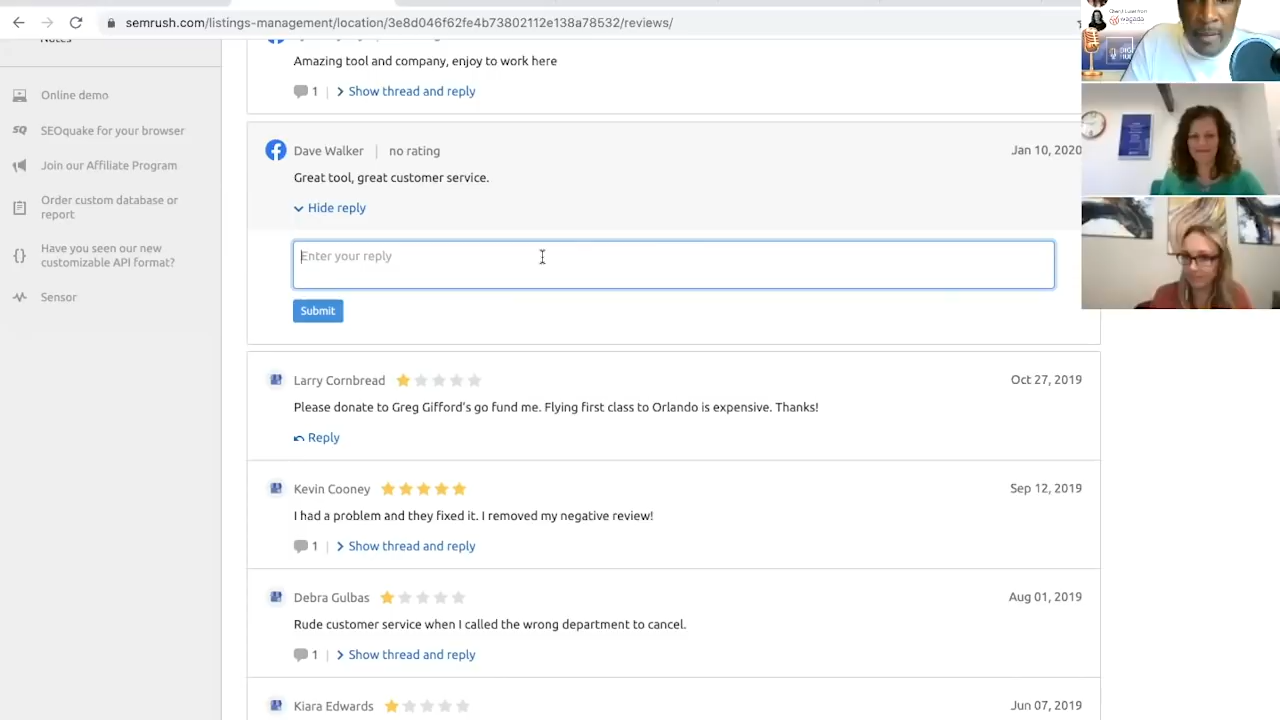 semrush.com/listings-management/location/3e8d046f62fe4b73802112e138a78532/reviews/
Notes
Online demo
SEOquake for your browser
Join our Affiliate Program
Order custom database or
report
Have you seen our new
customizable API format?
Sensor
Amazing tool and company, enjoy to work here
1 | > Show thread and reply
Dave Walker | no rating
Jan 10, 2020
Great tool, great customer service.
Hide reply
Enter your reply
Submit
Larry Cornbread
Oct 27, 2019
Please donate to Greg Gifford's go fund me. Flying first class to Orlando is expensive. Thanks!
Reply
Kevin Cooney
Sep 12, 2019
I had a problem and they fixed it. I removed my negative review!
1 | > Show thread and reply
Debra Gulbas
Aug 01, 2019
Rude customer service when I called the wrong department to cancel.
1 | > Show thread and reply
Kiara Edwards
Jun 07, 2019